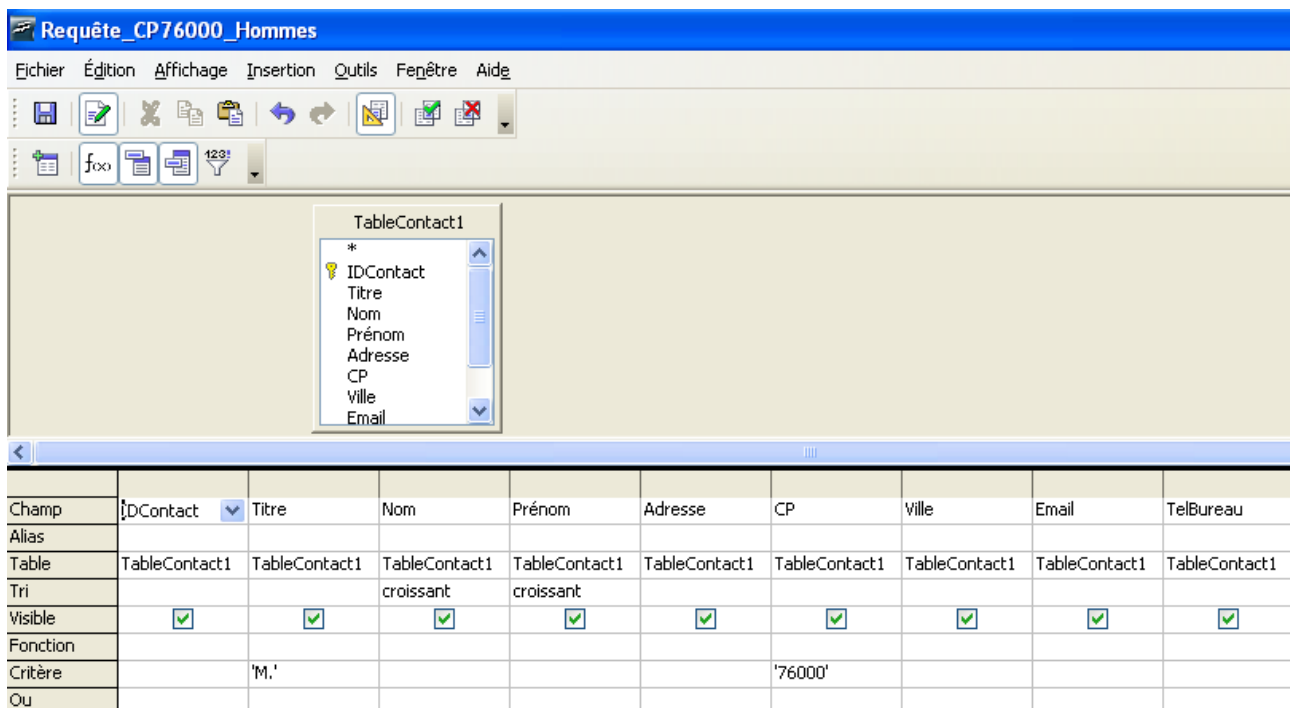 Requête_CP76000_Hommes
Fichier Édition Affichage Insertion Outils Fenêtre Aide
f(x) 123!
TableContact1
*
IDContact
Titre
Nom
Prénom
Adresse
CP
Ville
Email
Champ IDContact Titre Nom Prénom Adresse CP Ville Email TelBureau
Alias
Table TableContact1 TableContact1 TableContact1 TableContact1 TableContact1 TableContact1 TableContact1 TableContact1 TableContact1
Tri croissant croissant
Visible
Fonction
Critère 'M.' '76000'
Ou